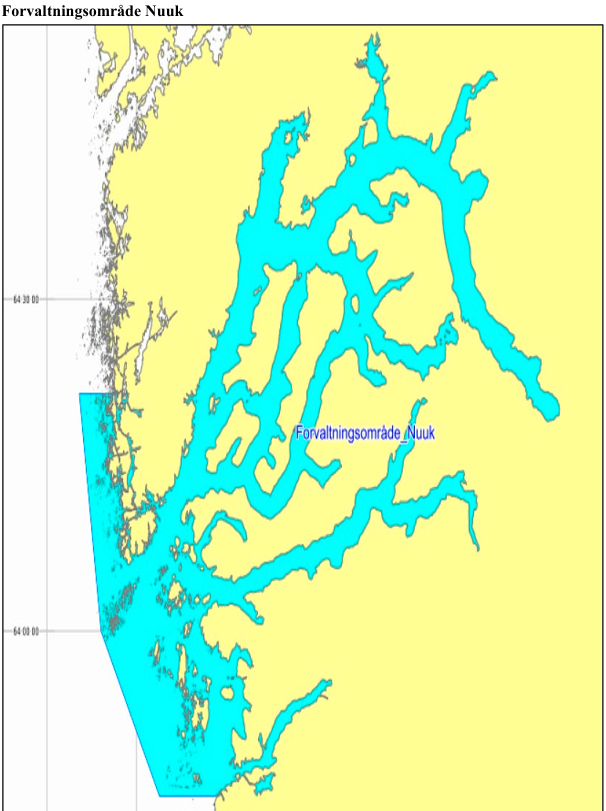 Forvaltningsområde Nuuk
64 30 00
Forvaltningsområde_Nuuk
64 00 00